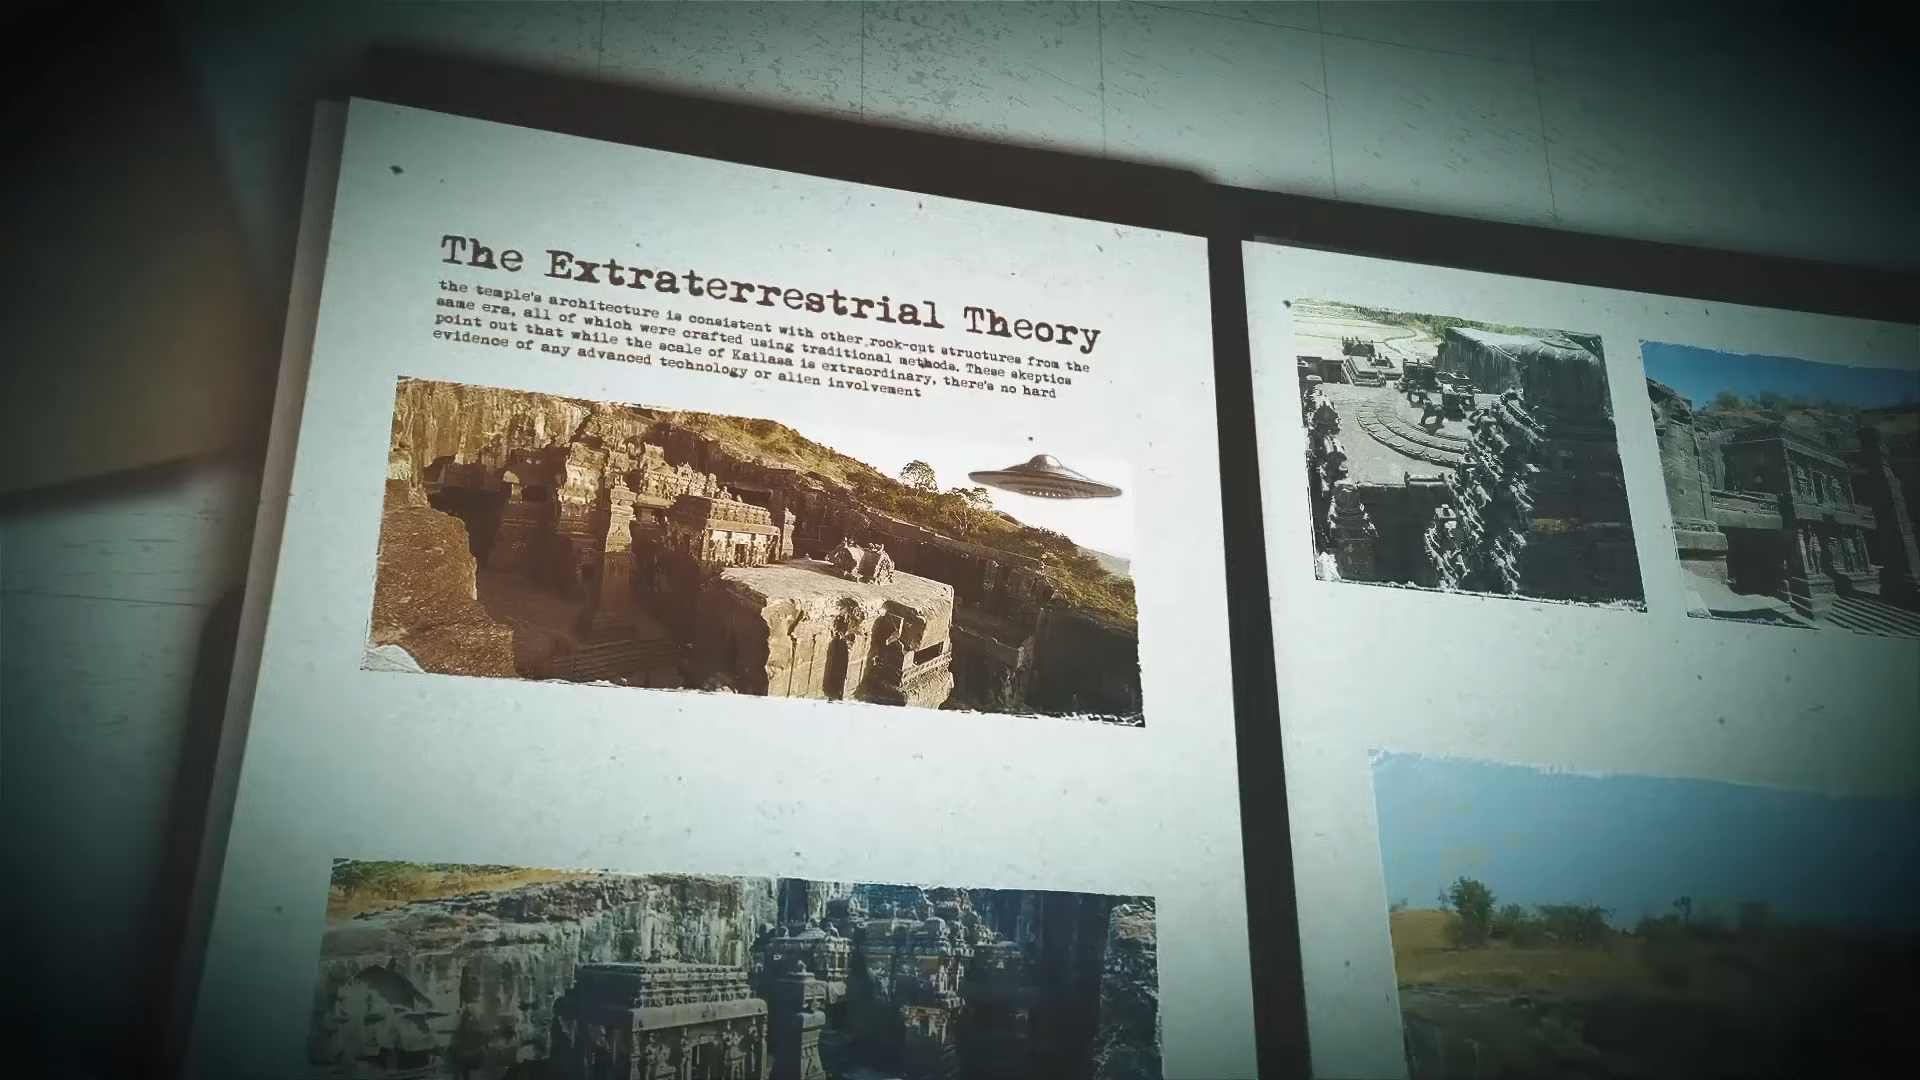 The Extraterrestrial Theory
the temple's architecture is consistent with other rock-cut structures from the
same era, all of which were crafted using traditional methods. These skeptics
point out that while the scale of Kailasa is extraordinary, there's no hard
evidence of any advanced technology or alien involvement